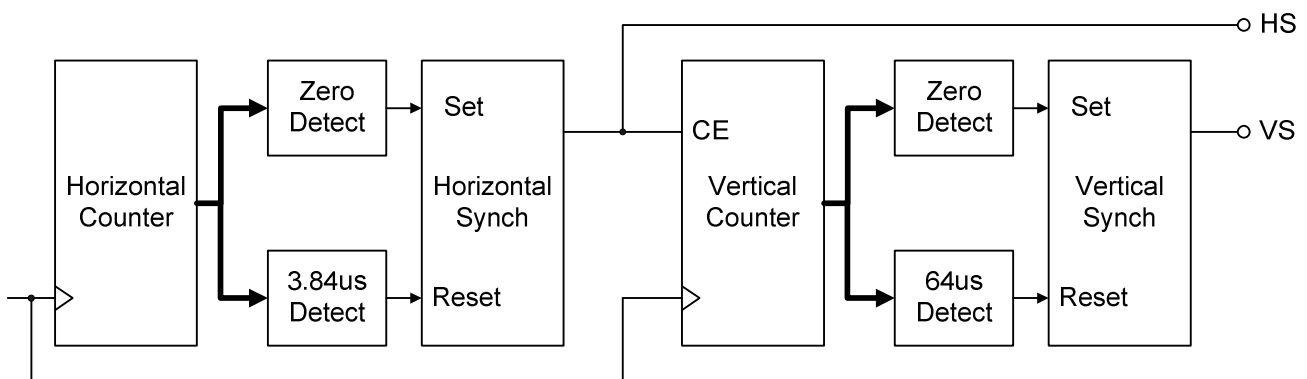 HS
Zero
Detect
Set
Horizontal
Counter
Horizontal
Synch
3.84us
Detect
Reset
CE
Vertical
Counter
Zero
Detect
Set
VS
Vertical
Synch
64us
Detect
Reset